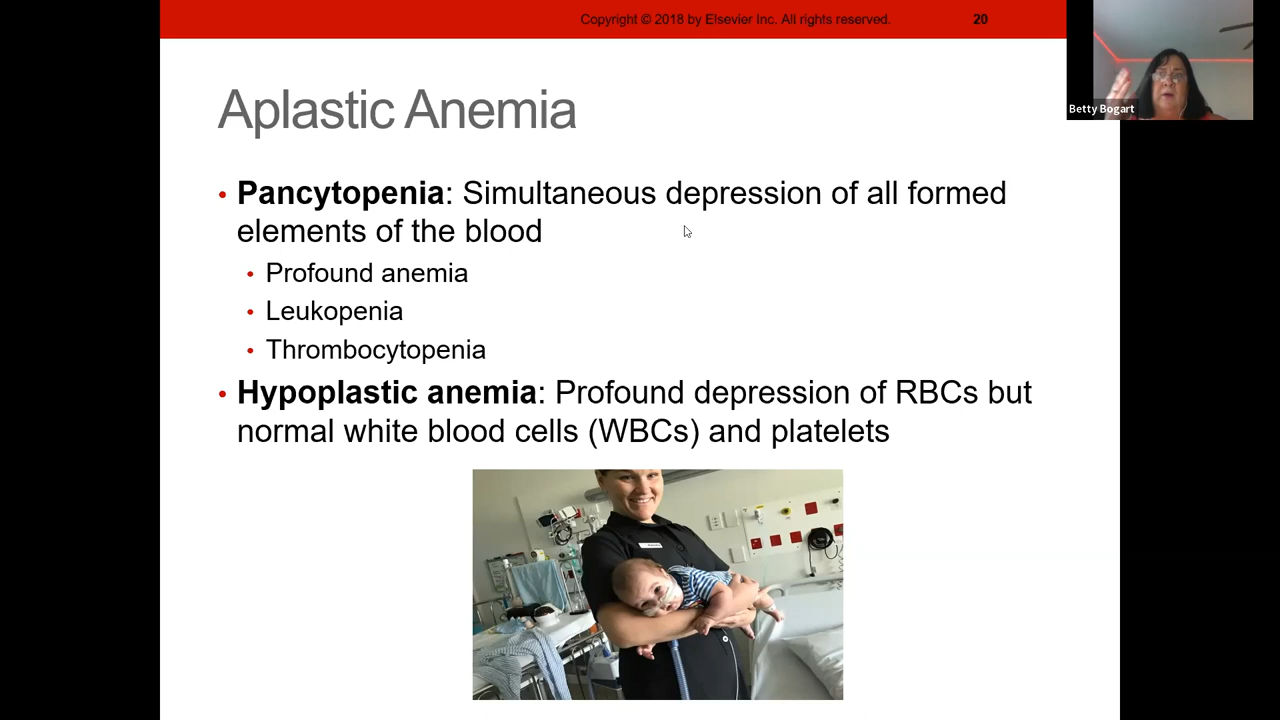 Copyright © 2018 by Elsevier Inc. All rights reserved.
20
Betty Bogart
Aplastic Anemia
• Pancytopenia: Simultaneous depression of all formed
elements of the blood
• Profound anemia
• Leukopenia
• Thrombocytopenia
• Hypoplastic anemia: Profound depression of RBCs but
normal white blood cells (WBCs) and platelets